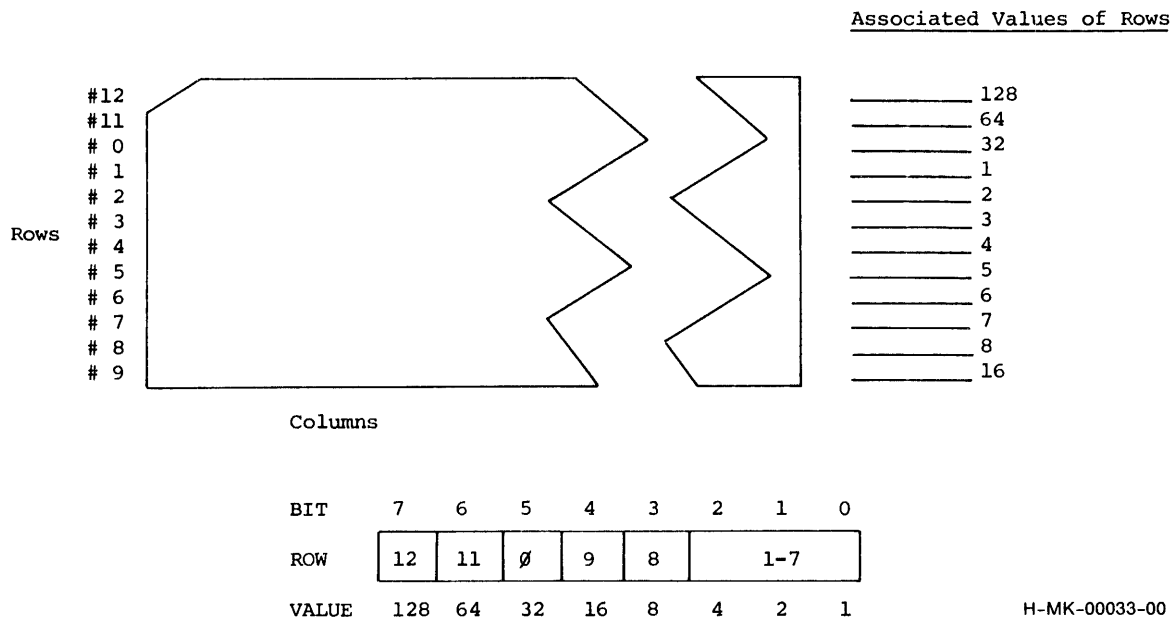 Associated Values of Rows
#12 128
#11 64
# 0 32
# 1 1
# 2 2
# 3 3
Rows
# 4 4
# 5 5
# 6 6
# 7 7
# 8 8
# 9 16
Columns
BIT 7 6 5 4 3 2 1 0
ROW 12 11 Ø 9 8 1-7
VALUE 128 64 32 16 8 4 2 1
H-MK-00033-00